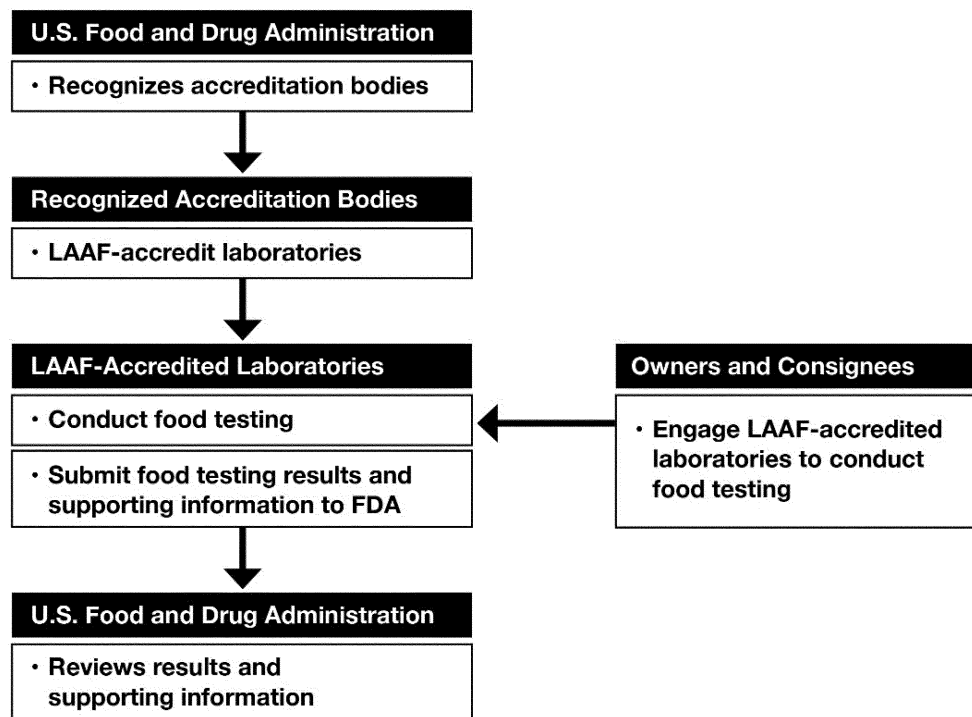 U.S. Food and Drug Administration
• Recognizes accreditation bodies
Recognized Accreditation Bodies
• LAAF-accredit laboratories
LAAF-Accredited Laboratories
• Conduct food testing
• Submit food testing results and
supporting information to FDA
Owners and Consignees
• Engage LAAF-accredited
laboratories to conduct
food testing
U.S. Food and Drug Administration
• Reviews results and
supporting information